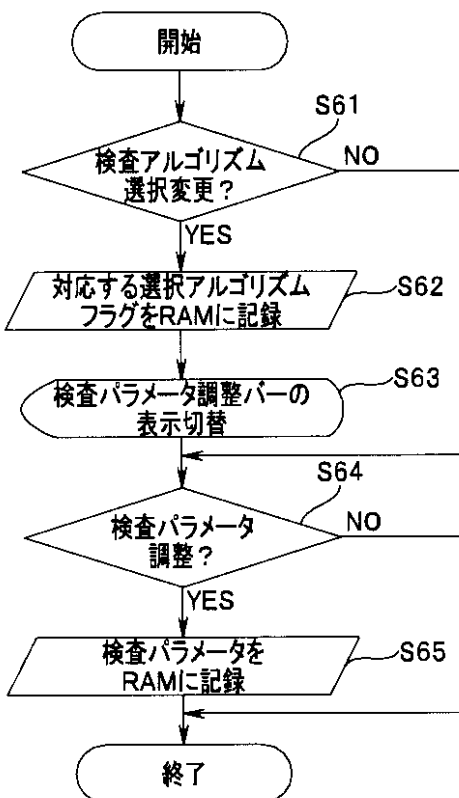 開始
S61
検査アルゴリズム
選択変更?
NO
YES
対応する選択アルゴリズム
フラグをRAMに記録
S62
検査パラメータ調整バーの
表示切替
S63
S64
検査パラメータ
調整?
NO
YES
検査パラメータを
RAMに記録
S65
終了